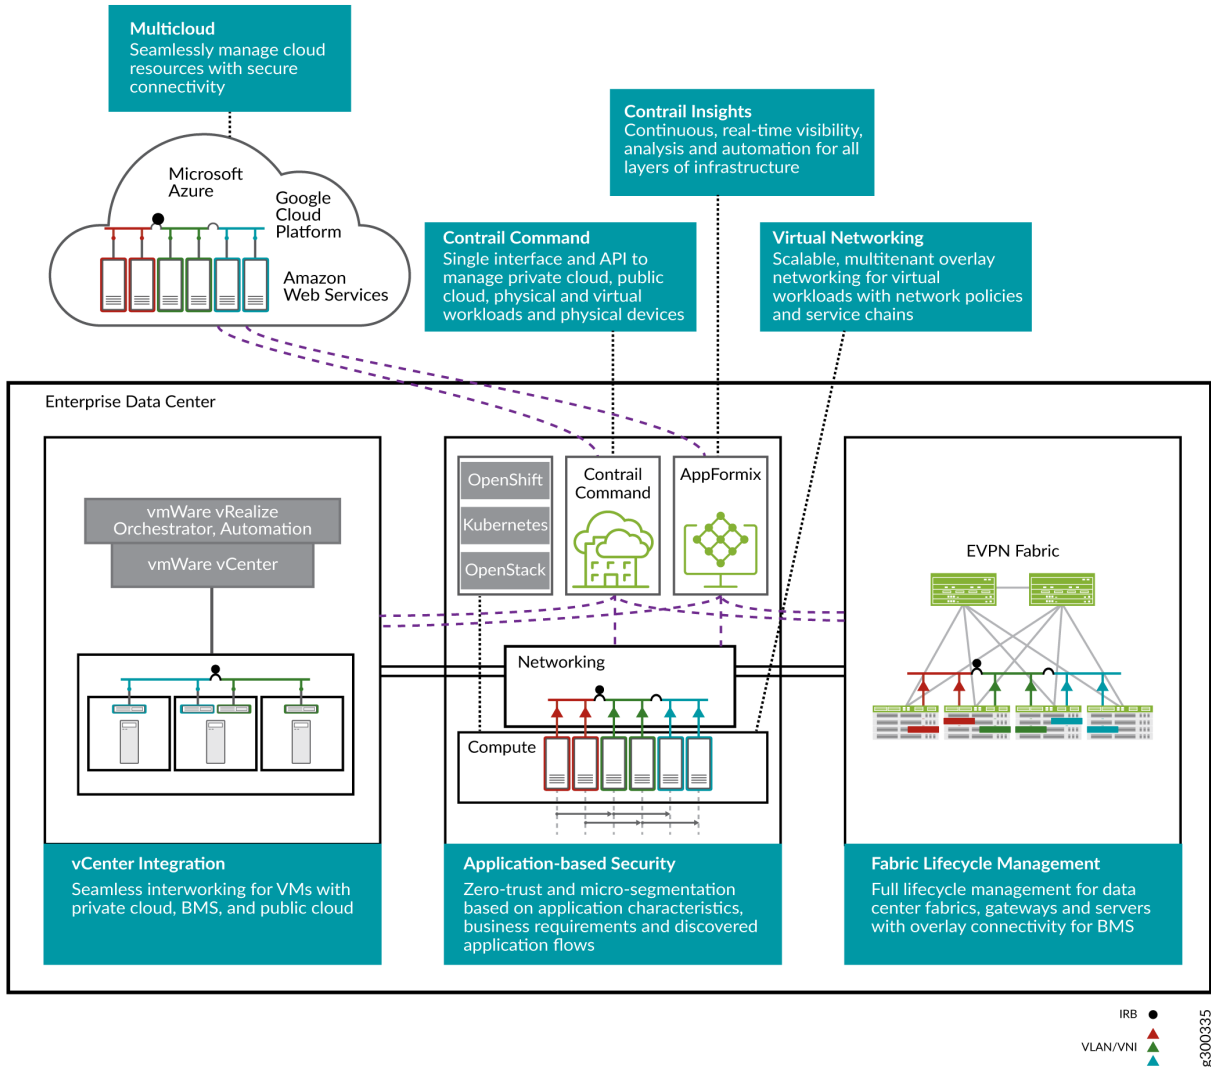 Multicloud
Seamlessly manage cloud
resources with secure
connectivity
Contrail Insights
Continuous, real-time visibility,
analysis and automation for all
layers of infrastructure
Microsoft
Azure
Google
Cloud
Platform
Amazon
Web Services
Contrail Command
Single interface and API to
manage private cloud, public
cloud, physical and virtual
workloads and physical devices
Virtual Networking
Scalable, multitenant overlay
networking for virtual
workloads with network policies
and service chains
Enterprise Data Center
vmWare vRealize
Orchestrator, Automation
vmWare vCenter
OpenShift
Kubernetes
OpenStack
Contrail
Command
AppFormix
EVPN Fabric
Networking
Compute
vCenter Integration
Seamless interworking for VMs with
private cloud, BMS, and public cloud
Application-based Security
Zero-trust and micro-segmentation
based on application characteristics,
business requirements and discovered
application flows
Fabric Lifecycle Management
Full lifecycle management for data
center fabrics, gateways and servers
with overlay connectivity for BMS
IRB
VLAN/VNI
g300335